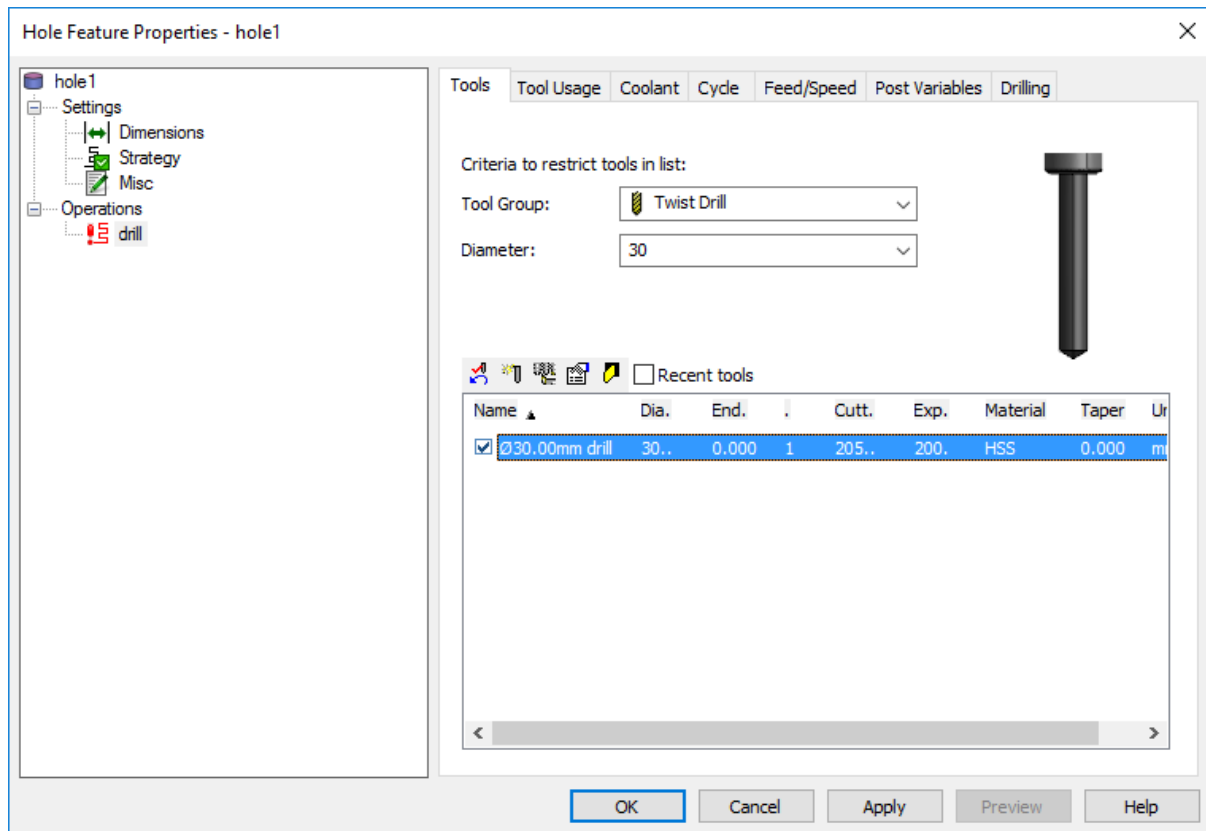 Hole Feature Properties - hole1
hole1
Settings
Dimensions
Strategy
Misc
Operations
drill
Tools Tool Usage Coolant Cycle Feed/Speed Post Variables Drilling
Criteria to restrict tools in list:
Tool Group: Twist Drill
Diameter: 30
Recent tools
Name Dia. End. . Cutt. Exp. Material Taper Ur
Ø30.00mm drill 30.. 0.000 1 205.. 200. HSS 0.000 m
OK Cancel Apply Preview Help